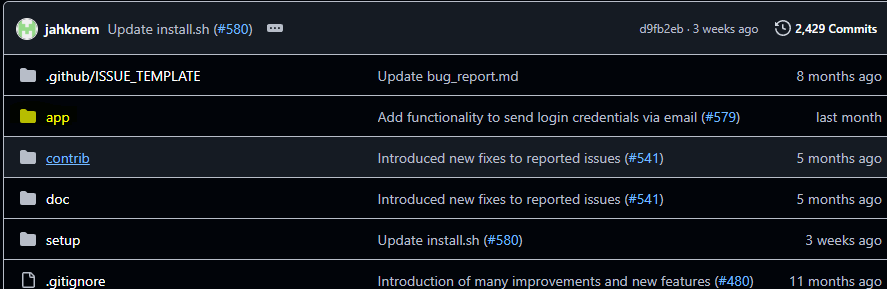 jahknem Update install.sh (#580) d9fb2eb · 3 weeks ago 2,429 Commits
.github/ISSUE_TEMPLATE Update bug_report.md 8 months ago
app Add functionality to send login credentials via email (#579) last month
contrib Introduced new fixes to reported issues (#541) 5 months ago
doc Introduced new fixes to reported issues (#541) 5 months ago
setup Update install.sh (#580) 3 weeks ago
.gitignore Introduction of many improvements and new features (#480) 11 months ago